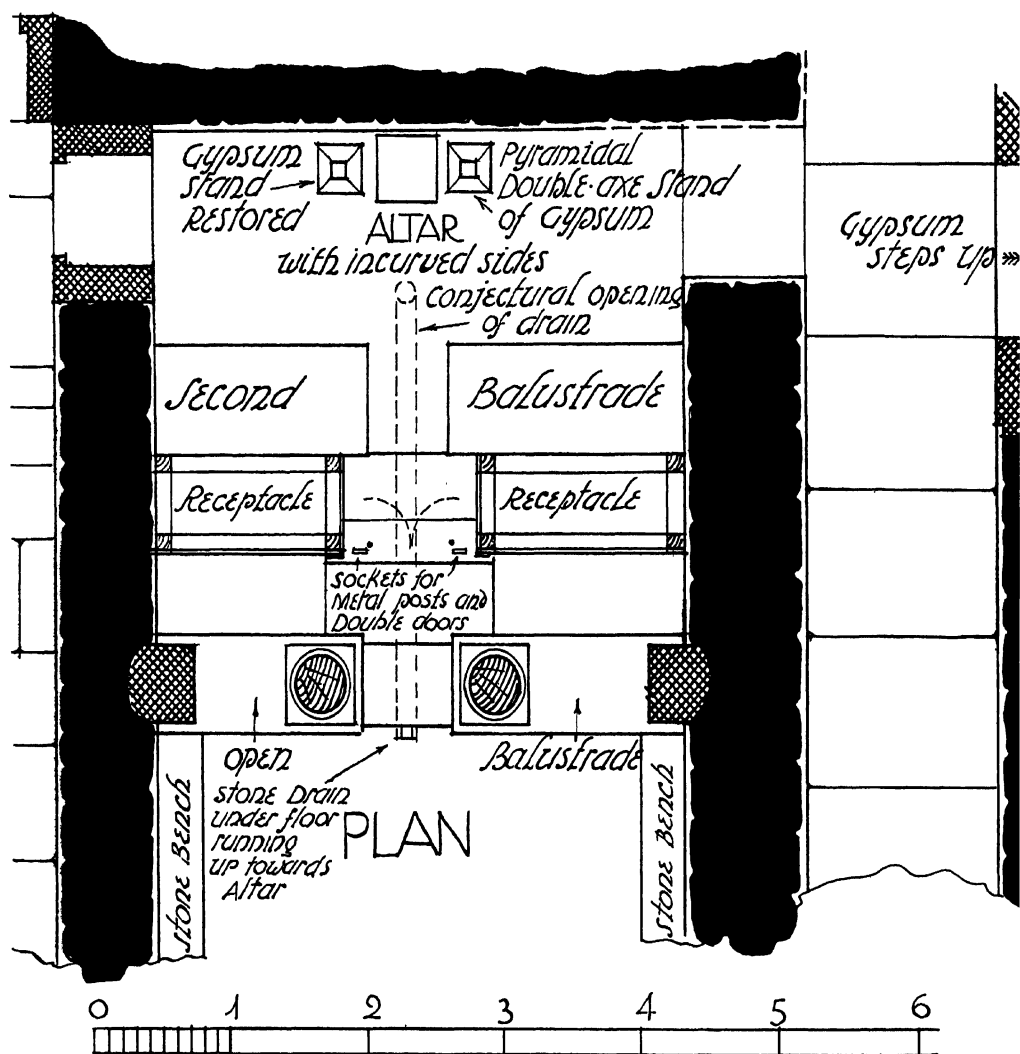 Gypsum
stand
Restored
Pyramidal
Double-axe Stand
of Gypsum
ALTAR
with incurved sides
Gypsum
steps up
conjectural opening
of drain
Second
Balustrade
Receptacle
Receptacle
sockets for
Metal posts and
Double doors
open
Balustrade
stone Drain
under floor
running
up towards
Altar
PLAN
stone Bench
stone Bench
0 1 2 3 4 5 6